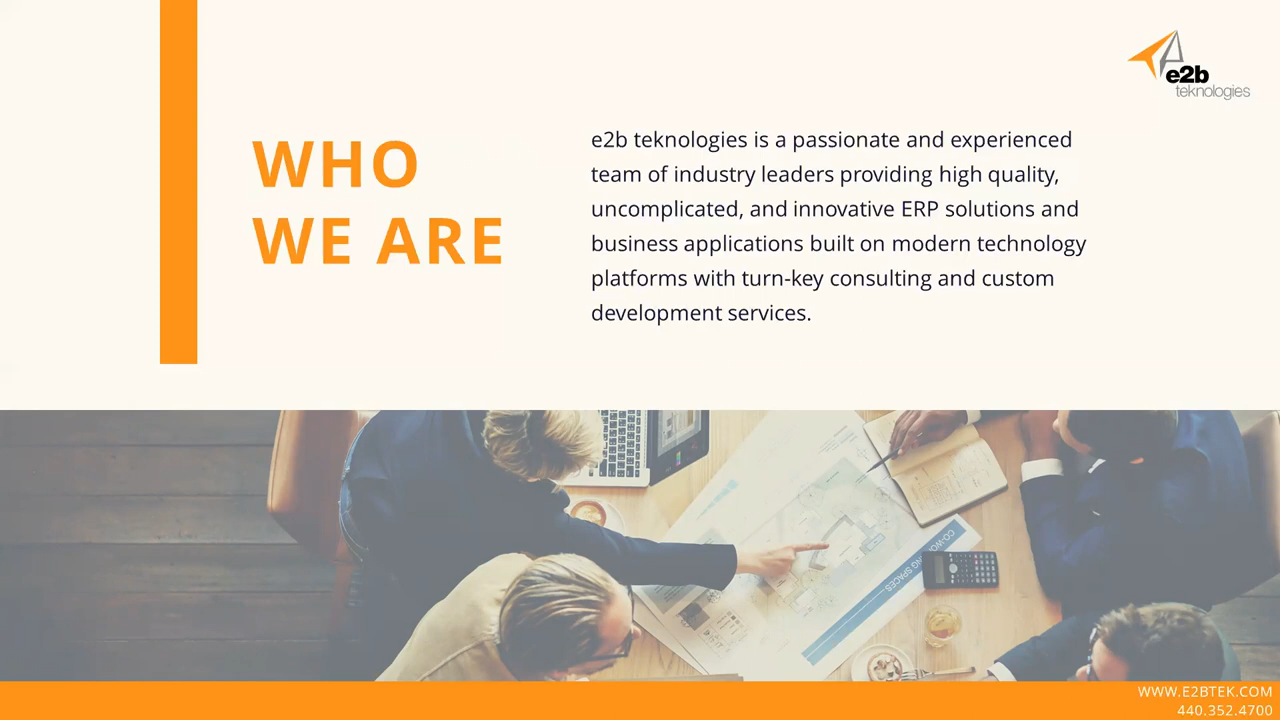 e2b
teknologies
WHO
WE ARE
e2b teknologies is a passionate and experienced
team of industry leaders providing high quality,
uncomplicated, and innovative ERP solutions and
business applications built on modern technology
platforms with turn-key consulting and custom
development services.
WWW.E2BTEK.COM
440.352.4700